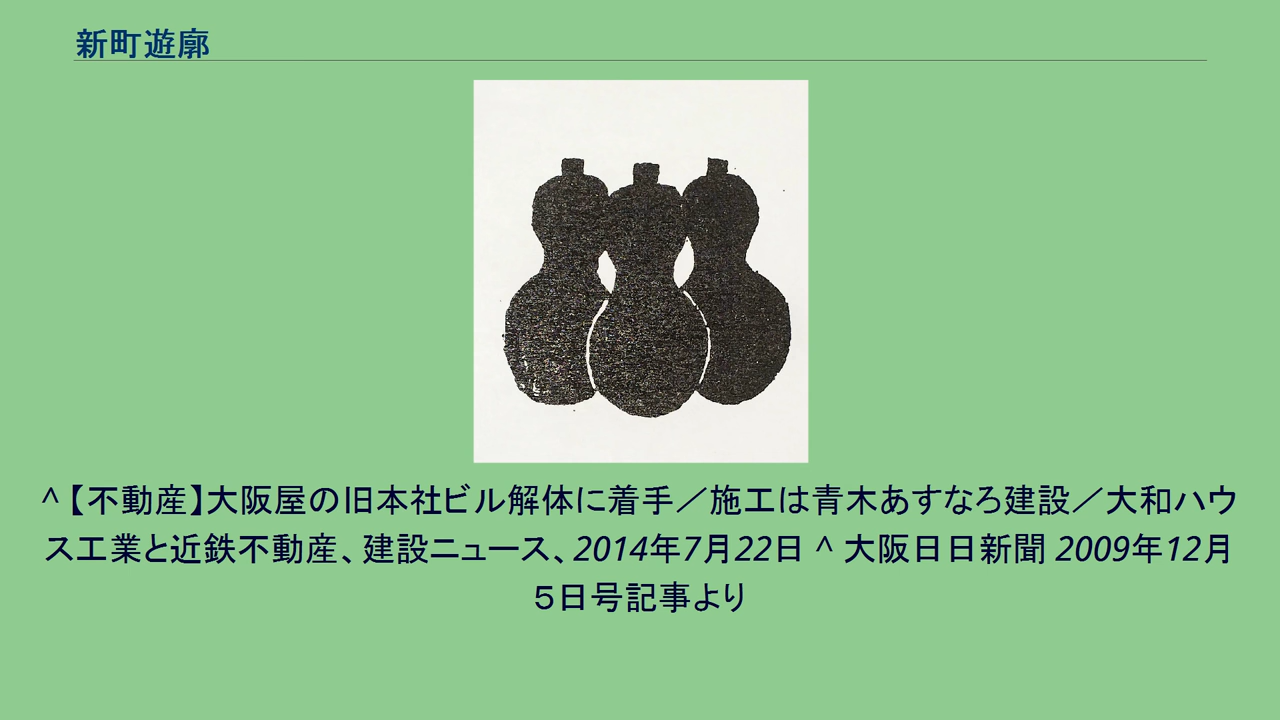 新町遊廓
^【不動産】大阪屋の旧本社ビル解体に着手／施工は青木あすなろ建設／大和ハウ
ス工業と近鉄不動産、建設ニュース、2014年7月22日 ^ 大阪日日新聞 2009年12月
５日号記事より